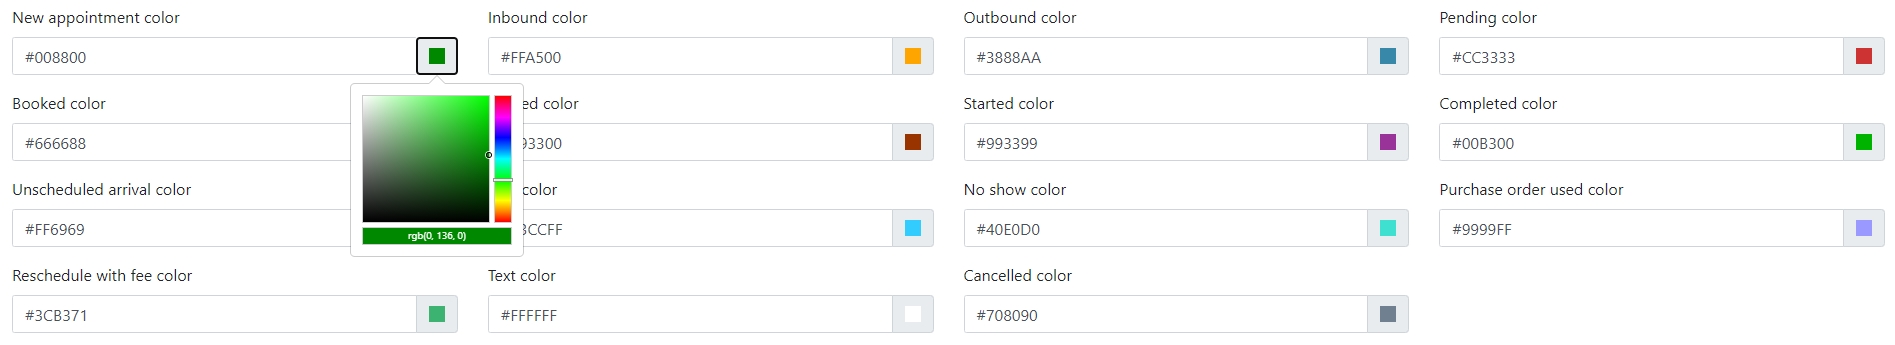 New appointment color
Inbound color
Outbound color
Pending color
#008800
#FFA500
#3888AA
#CC3333
Booked color
ed color
Started color
Completed color
#666688
93300
#993399
#00B300
Unscheduled arrival color
color
No show color
Purchase order used color
#FF6969
CCFF
#40E0D0
#9999FF
rgb(0, 136, 0)
Reschedule with fee color
Text color
Cancelled color
#3CB371
#FFFFFF
#708090